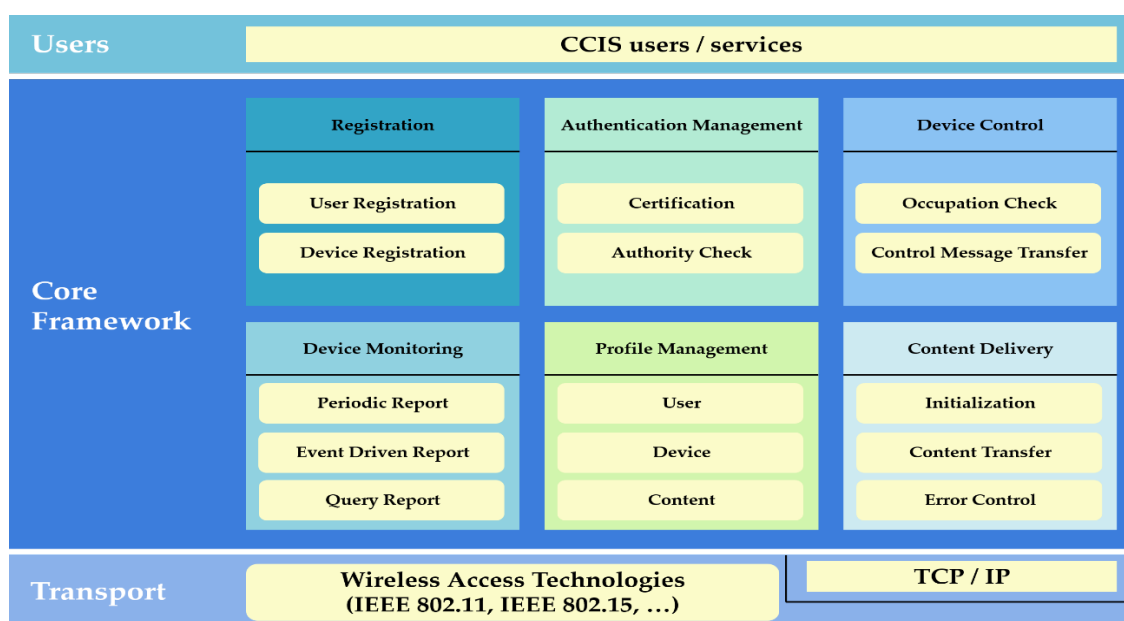 Users
CCIS users / services
Core
Framework
Registration
User Registration
Device Registration
Authentication Management
Certification
Authority Check
Device Control
Occupation Check
Control Message Transfer
Device Monitoring
Periodic Report
Event Driven Report
Query Report
Profile Management
User
Device
Content
Content Delivery
Initialization
Content Transfer
Error Control
Transport
Wireless Access Technologies
(IEEE 802.11, IEEE 802.15, ...)
TCP / IP